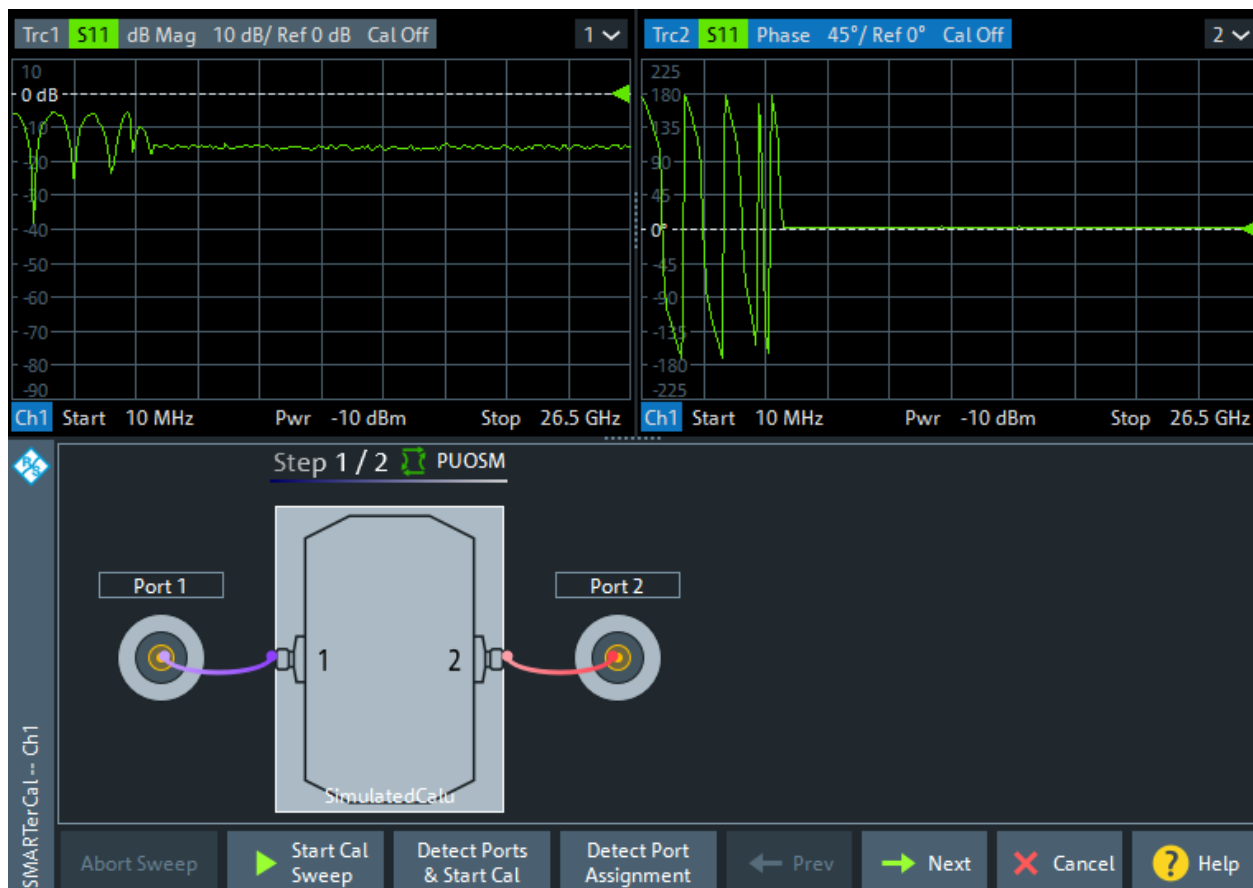 Trc1 S11 dB Mag 10 dB/ Ref 0 dB Cal Off 1
10
0 dB
-10
-20
-30
-40
-50
-60
-70
-80
-90
Ch1 Start 10 MHz Pwr -10 dBm Stop 26.5 GHz
Trc2 S11 Phase 45°/ Ref 0° Cal Off 2
225
180
135
90
45
0°
-45
-90
-135
-180
-225
Ch1 Start 10 MHz Pwr -10 dBm Stop 26.5 GHz
R&S
SMARTerCal -- Ch1
Step 1 / 2 PUOSM
Port 1
Port 2
1
2
SimulatedCalu
Abort Sweep
Start Cal
Sweep
Detect Ports
& Start Cal
Detect Port
Assignment
Prev
Next
Cancel
? Help